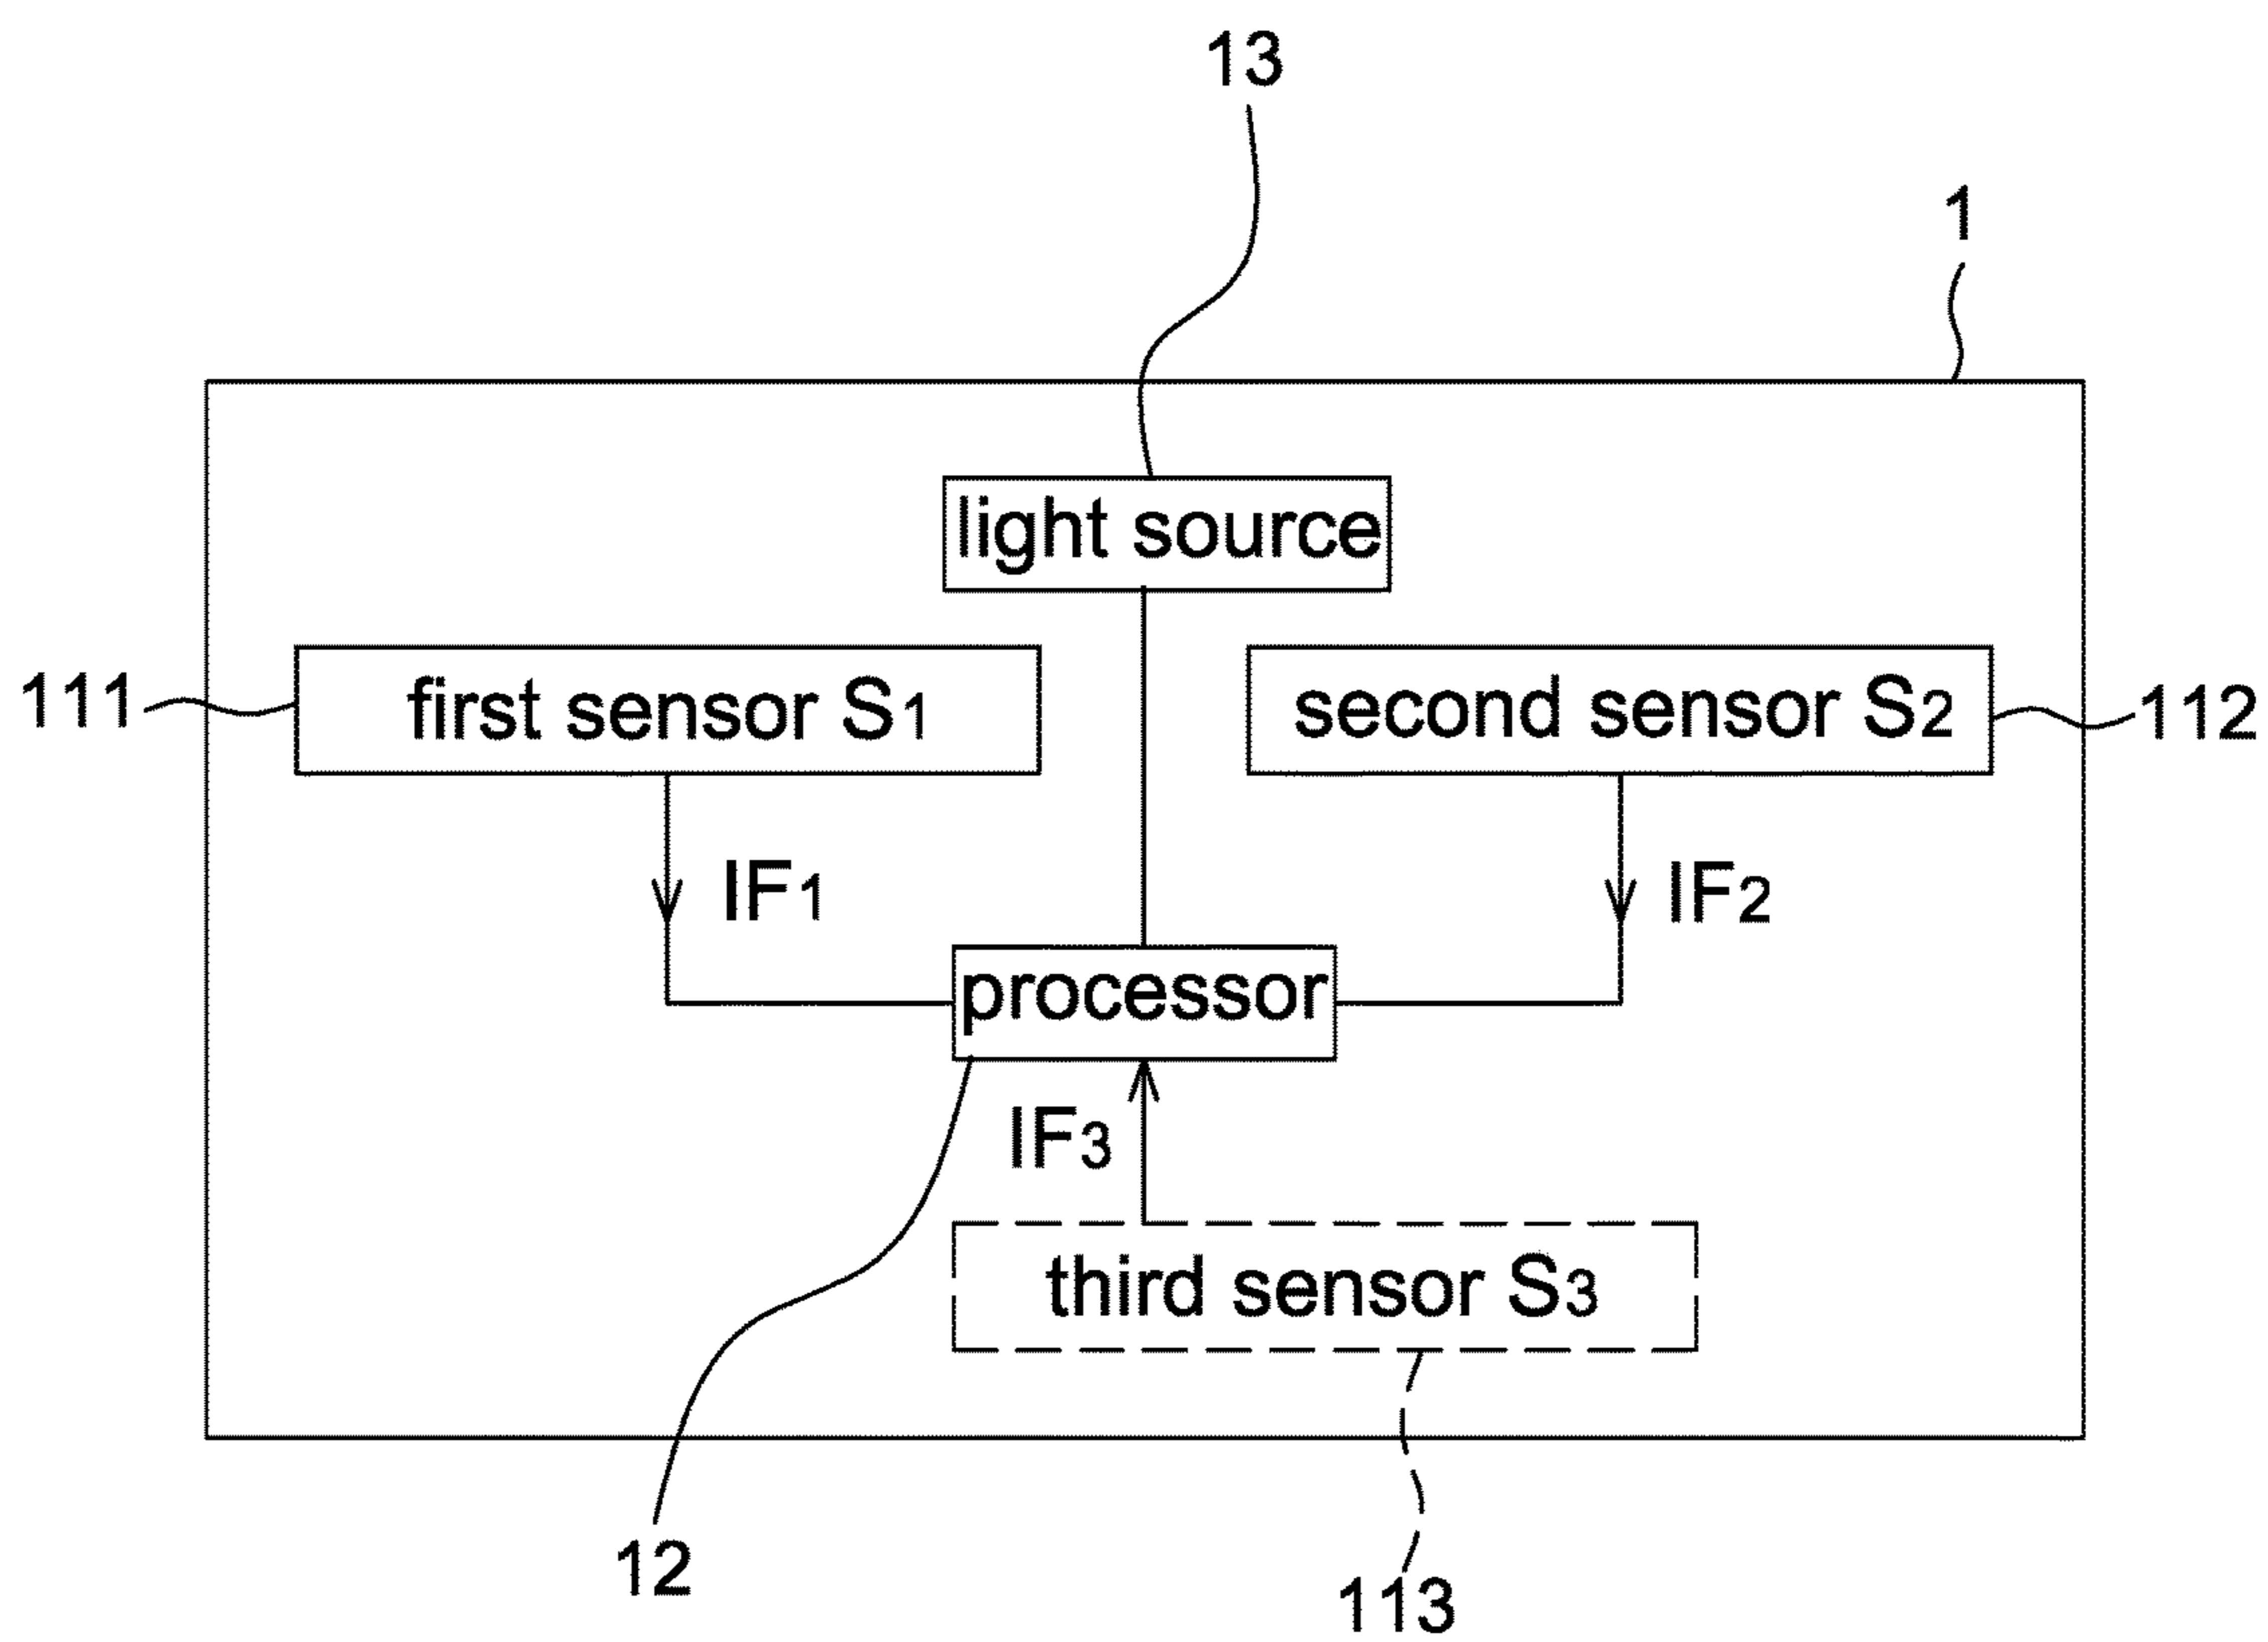 13
1
light source
111
first sensor S1
second sensor S2
112
IF1
IF2
processor
IF3
third sensor S3
12
113